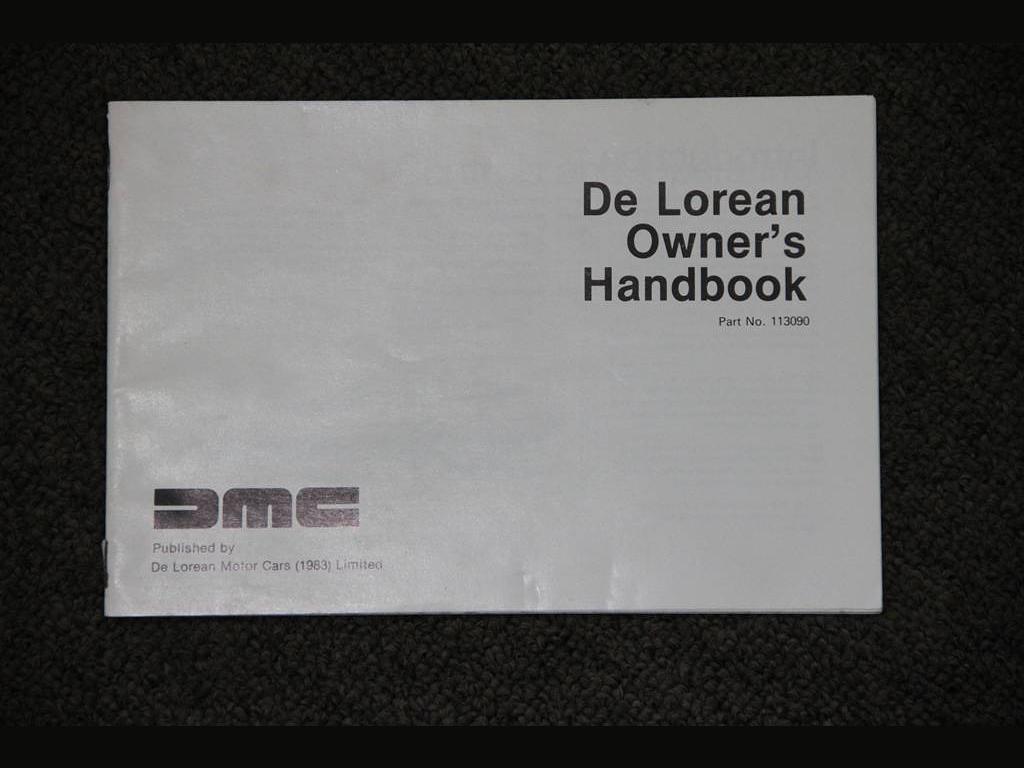 De Lorean
Owner's
Handbook
Part No. 113090
DMC
Published by
De Lorean Motor Cars (1983) Limited